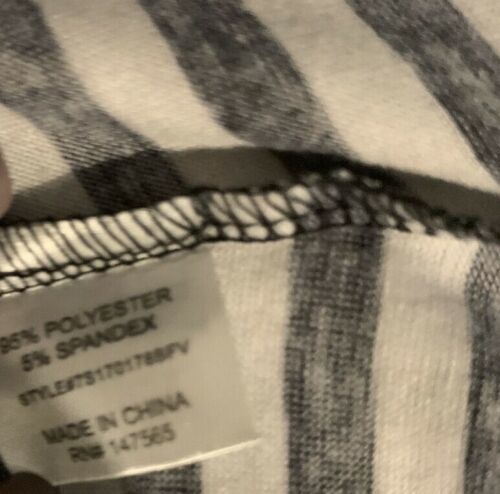 95% POLYESTER
5% SPANDEX
MADE IN CHINA
RN# 147565